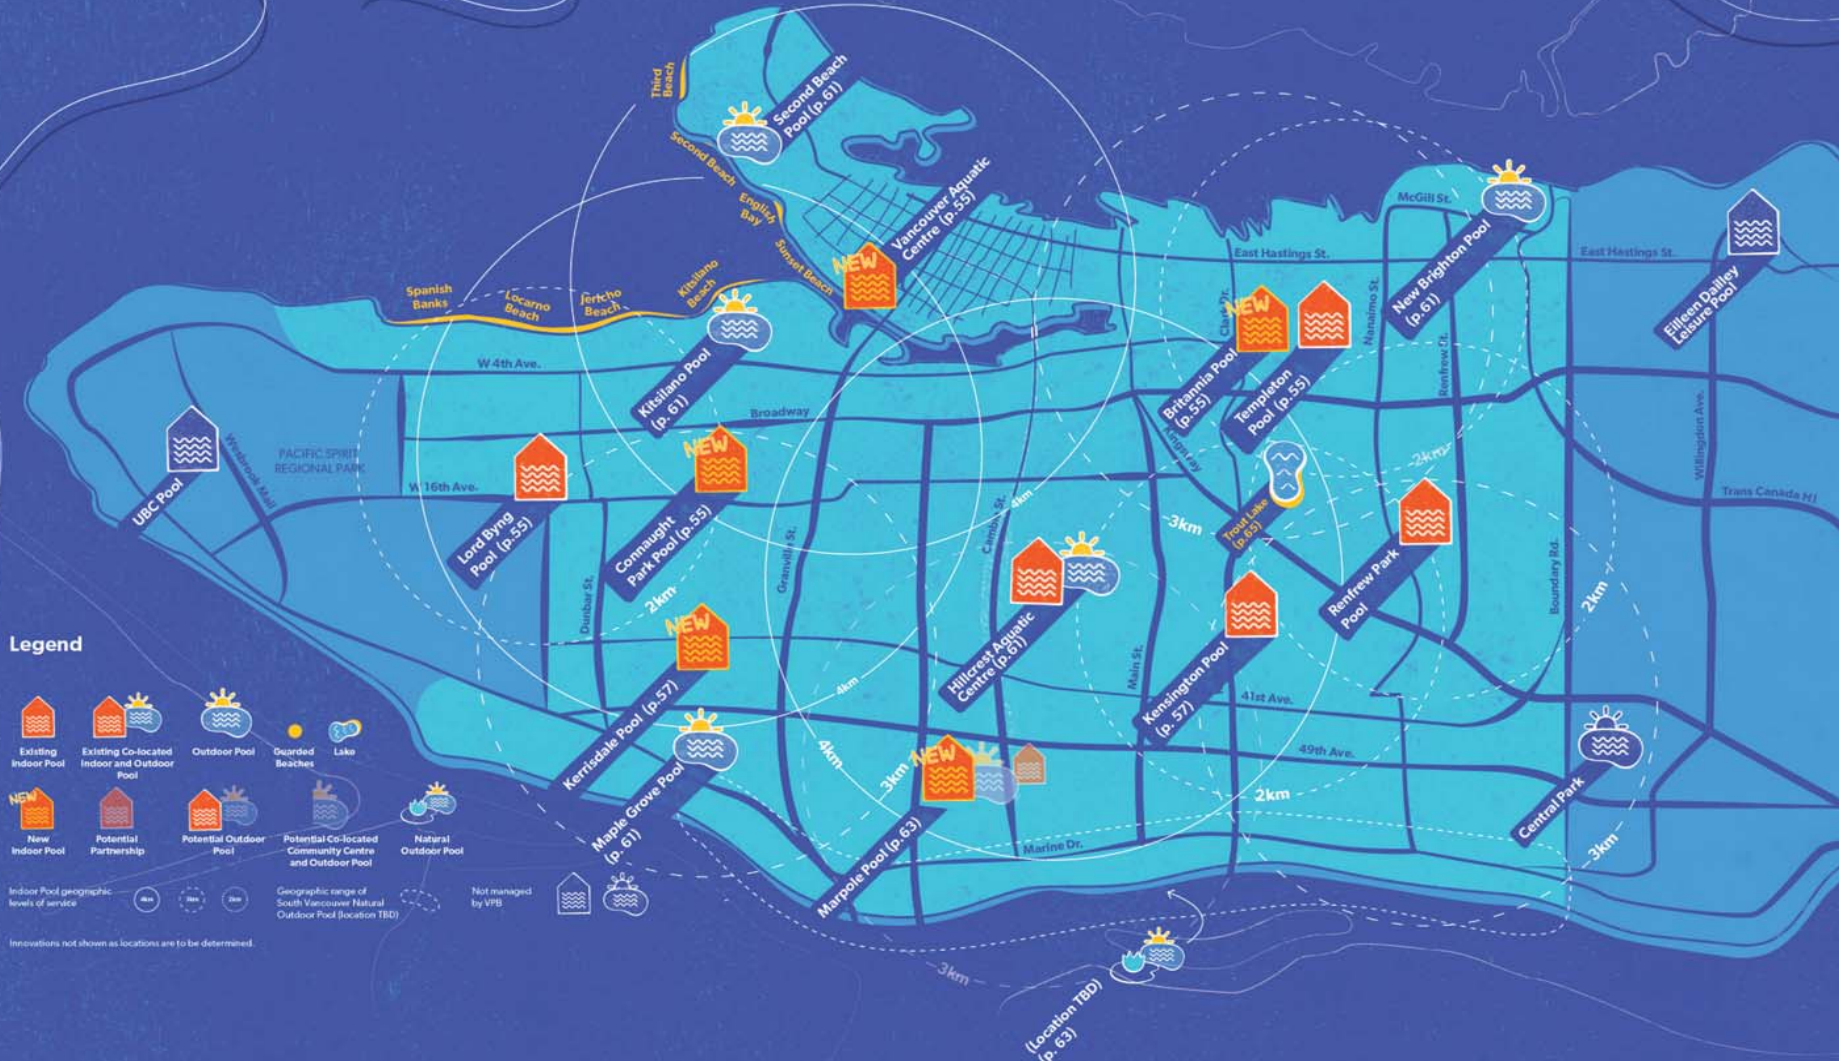 Third
Beach
Second Beach
Pool (p.61)
Second Beach
English
Bay
Sunset Beach
Vancouver Aquatic
Centre (p.55)
NEW
McGill St.
East Hastings St.
East Hastings St.
New Brighton Pool
(p.61)
Eilleen Dailley
Leisure Pool
Spanish
Banks
Locarno
Beach
Jericho
Beach
Kitsilano
Beach
Kitsilano Pool
(p. 61)
W 4th Ave.
Broadway
Clark Dr.
NEW
Britannia Pool
(p.55)
Templeton
Pool (p.55)
Nanaimo St.
Renfrew St.
Willingdon Ave.
Trans Canada H
UBC Pool
Wesbrook Mall
PACIFIC SPIRIT
REGIONAL PARK
W 16th Ave.
Lord Byng
Pool (p.55)
NEW
Connaught
Park Pool (p.55)
2km
Dunbar St.
Granville St.
Cambie St.
4km
Kingsway
3km
Trout Lake
(p.65)
2km
Renfrew Park
Pool
Boundary Rd.
2km
NEW
Kerrisdale Pool (p.57)
Maple Grove Pool
(p.61)
4km
4km
3km
Hillcrest Aquatic
Centre (p.61)
Main St.
Kensington Pool
(p. 57)
41st Ave.
49th Ave.
2km
NEW
Marpole Pool (p.63)
Marine Dr.
Central Park
3km
3km
(Location TBD)
(p. 63)
Legend
Existing
Indoor Pool
Existing Co-located
Indoor and Outdoor
Pool
Outdoor Pool
Guarded
Beaches
Lake
NEW
New
Indoor Pool
Potential
Partnership
Potential Outdoor
Pool
Potential Co-located
Community Centre
and Outdoor Pool
Natural
Outdoor Pool
Indoor Pool geographic
levels of service
4km
3km
2km
Geographic range of
South Vancouver Natural
Outdoor Pool (location TBD)
Not managed
by VPB
Innovations not shown as locations are to be determined.